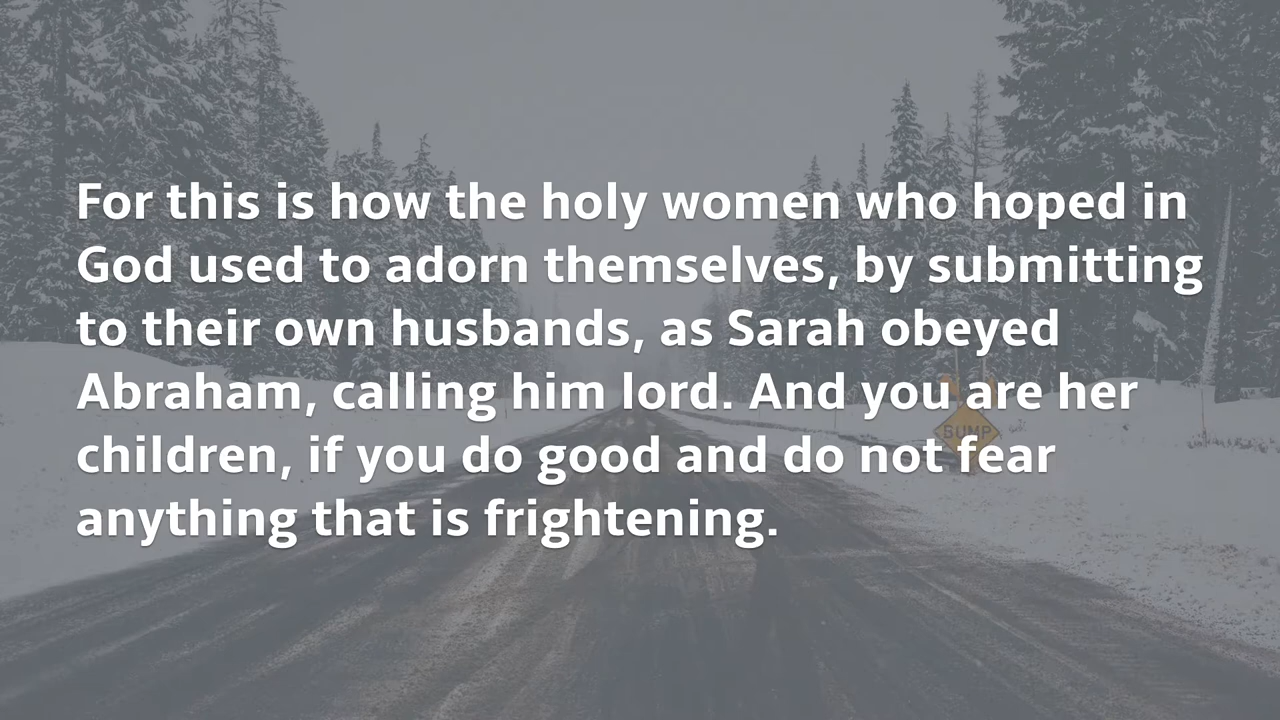 For this is how the holy women who hoped in
God used to adorn themselves, by submitting
to their own husbands, as Sarah obeyed
Abraham, calling him lord. And you are her
children, if you do good and do not fear
anything that is frightening.
BUMP